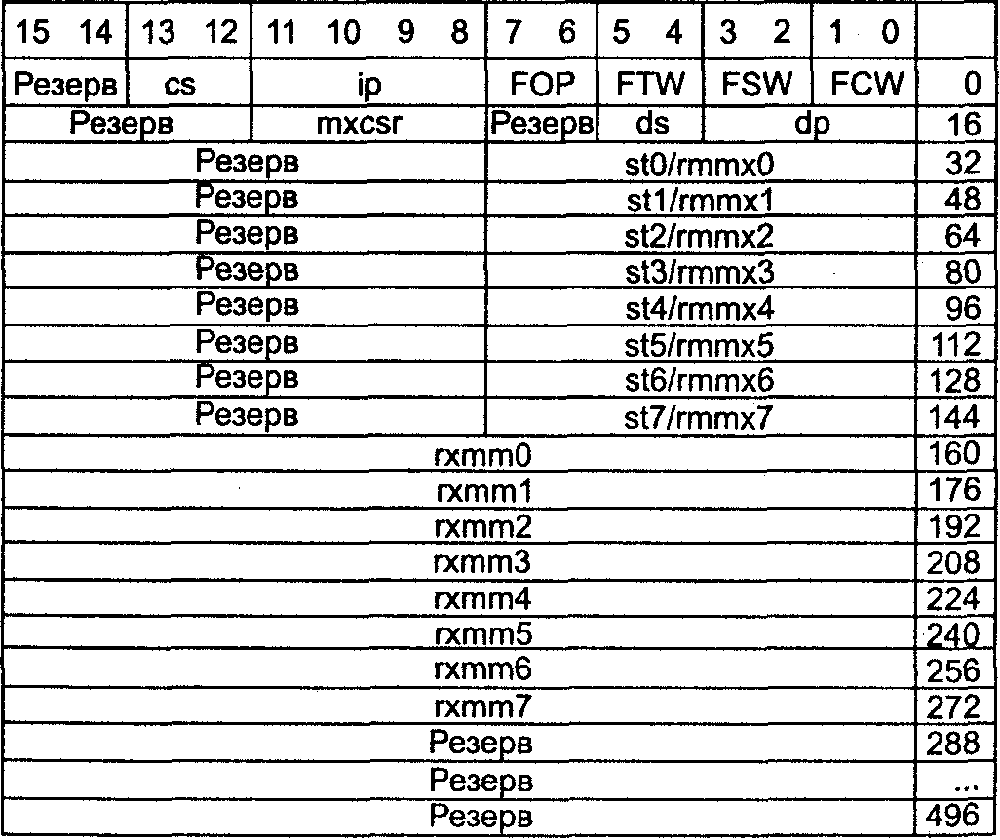 15 14 13 12 11 10 9 8 7 6 5 4 3 2 1 0
Резерв cs ip FOP FTW FSW FCW 0
Резерв mxcsr Резерв ds dp 16
Резерв st0/rmmx0 32
Резерв st1/rmmx1 48
Резерв st2/rmmx2 64
Резерв st3/rmmx3 80
Резерв st4/rmmx4 96
Резерв st5/rmmx5 112
Резерв st6/rmmx6 128
Резерв st7/rmmx7 144
rxmm0 160
rxmm1 176
rxmm2 192
rxmm3 208
rxmm4 224
rxmm5 240
rxmm6 256
rxmm7 272
Резерв 288
Резерв ...
Резерв 496